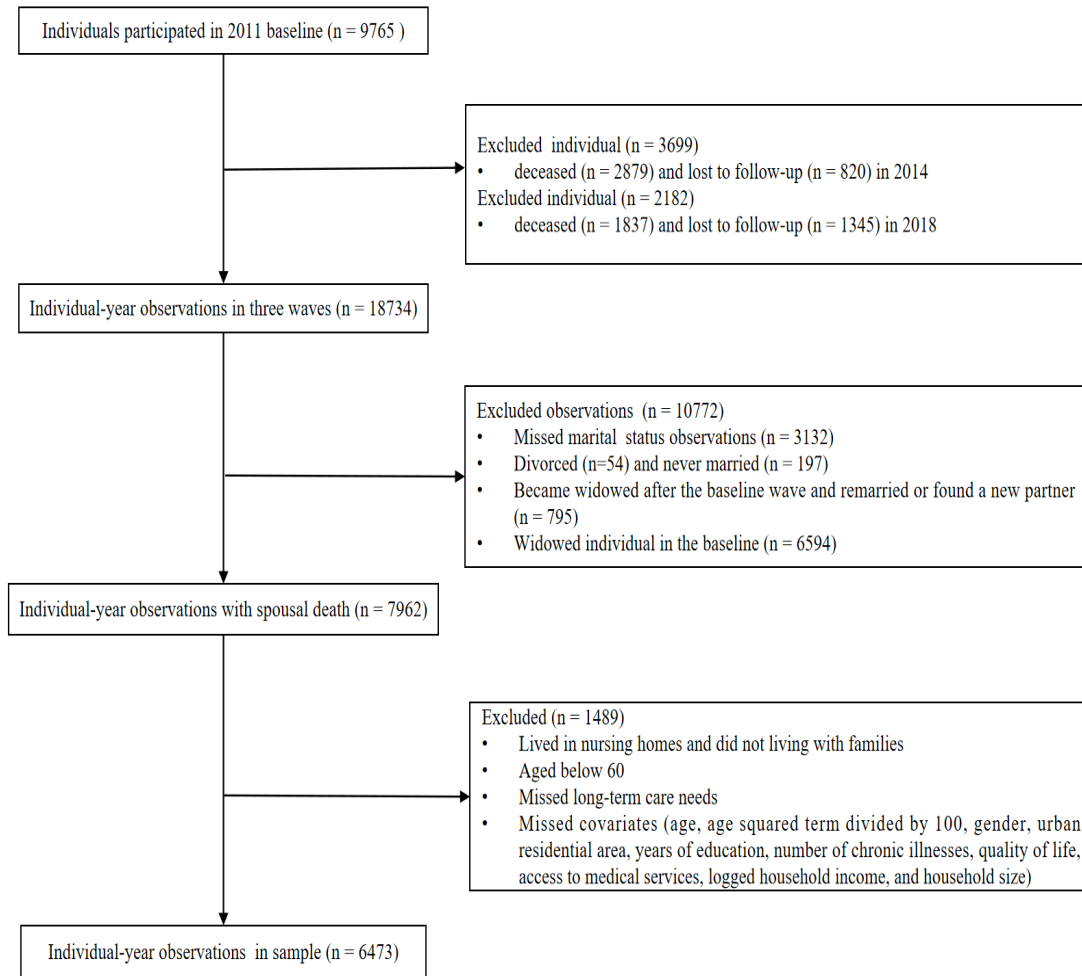 Individuals participated in 2011 baseline (n = 9765 )
Excluded individual (n = 3699)
• deceased (n = 2879) and lost to follow-up (n = 820) in 2014
Excluded individual (n = 2182)
• deceased (n = 1837) and lost to follow-up (n = 1345) in 2018
Individual-year observations in three waves (n = 18734)
Excluded observations (n = 10772)
• Missed marital status observations (n = 3132)
• Divorced (n=54) and never married (n = 197)
• Became widowed after the baseline wave and remarried or found a new partner
(n = 795)
• Widowed individual in the baseline (n = 6594)
Individual-year observations with spousal death (n = 7962)
Excluded (n = 1489)
• Lived in nursing homes and did not living with families
• Aged below 60
• Missed long-term care needs
• Missed covariates (age, age squared term divided by 100, gender, urban
residential area, years of education, number of chronic illnesses, quality of life,
access to medical services, logged household income, and household size)
Individual-year observations in sample (n = 6473)